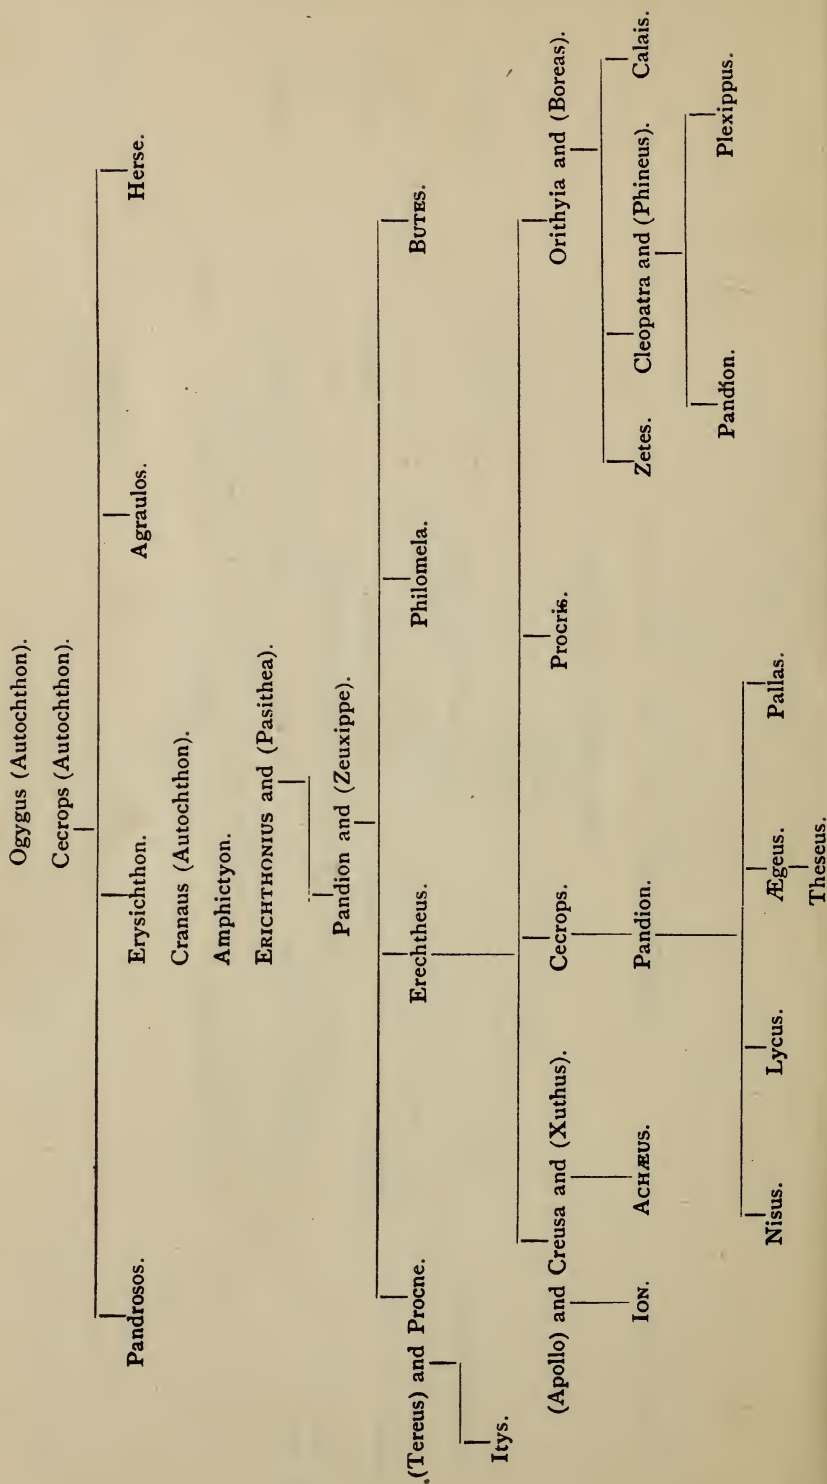 Ogygus (Autochthon).
Cecrops (Autochthon).
Pandrosos. Erysichthon. Agraulos. Herse.
Cranaus (Autochthon).
Amphictyon.
ERICHTHONIUS and (Pasithea).
Pandion and (Zeuxippe).
(Tereus) and Procne. Erechtheus. Philomela. BUTES.
Itys.
(Apollo) and Creusa and (Xuthus). Cecrops. Procris. Orithyia and (Boreas).
ION. ACHÆUS. Pandion. Zetes. Cleopatra and (Phineus). Calais.
Pandion. Plexippus.
Nisus. Lycus. Ægeus. Pallas.
Theseus.